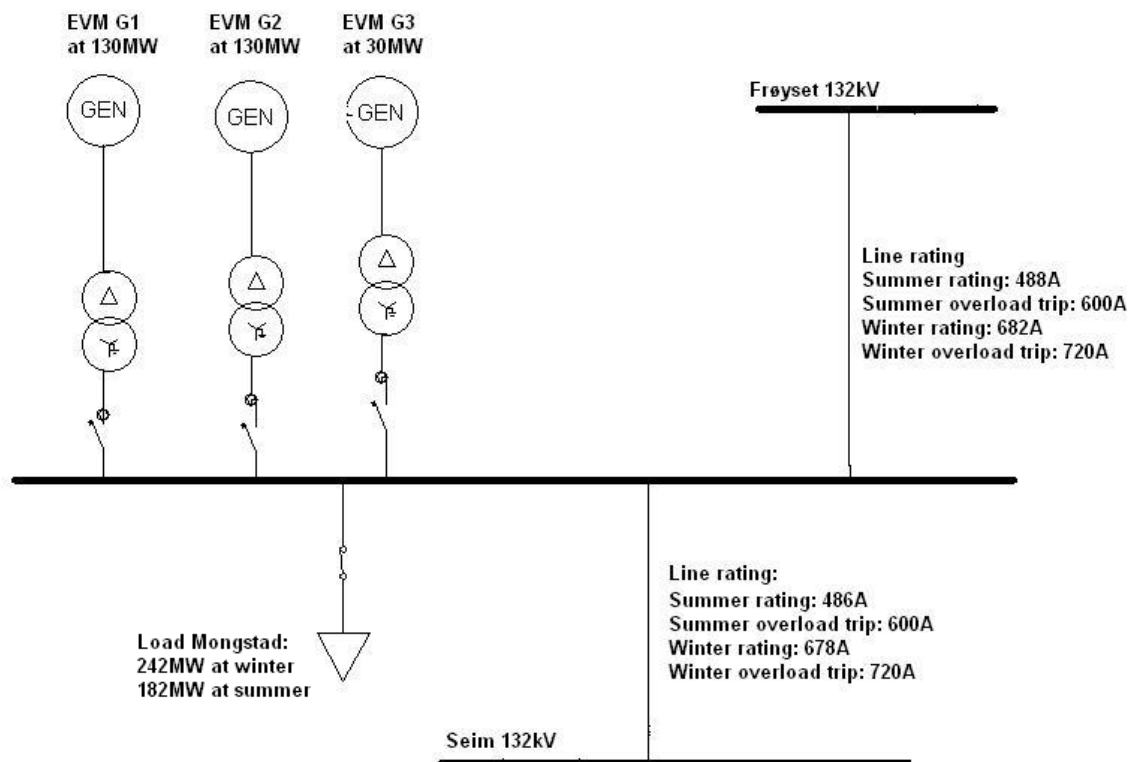 EVM G1
at 130MW
EVM G2
at 130MW
EVM G3
at 30MW
GEN
GEN
GEN
Frøyset 132kV
Line rating
Summer rating: 488A
Summer overload trip: 600A
Winter rating: 682A
Winter overload trip: 720A
Load Mongstad:
242MW at winter
182MW at summer
Line rating:
Summer rating: 486A
Summer overload trip: 600A
Winter rating: 678A
Winter overload trip: 720A
Seim 132kV